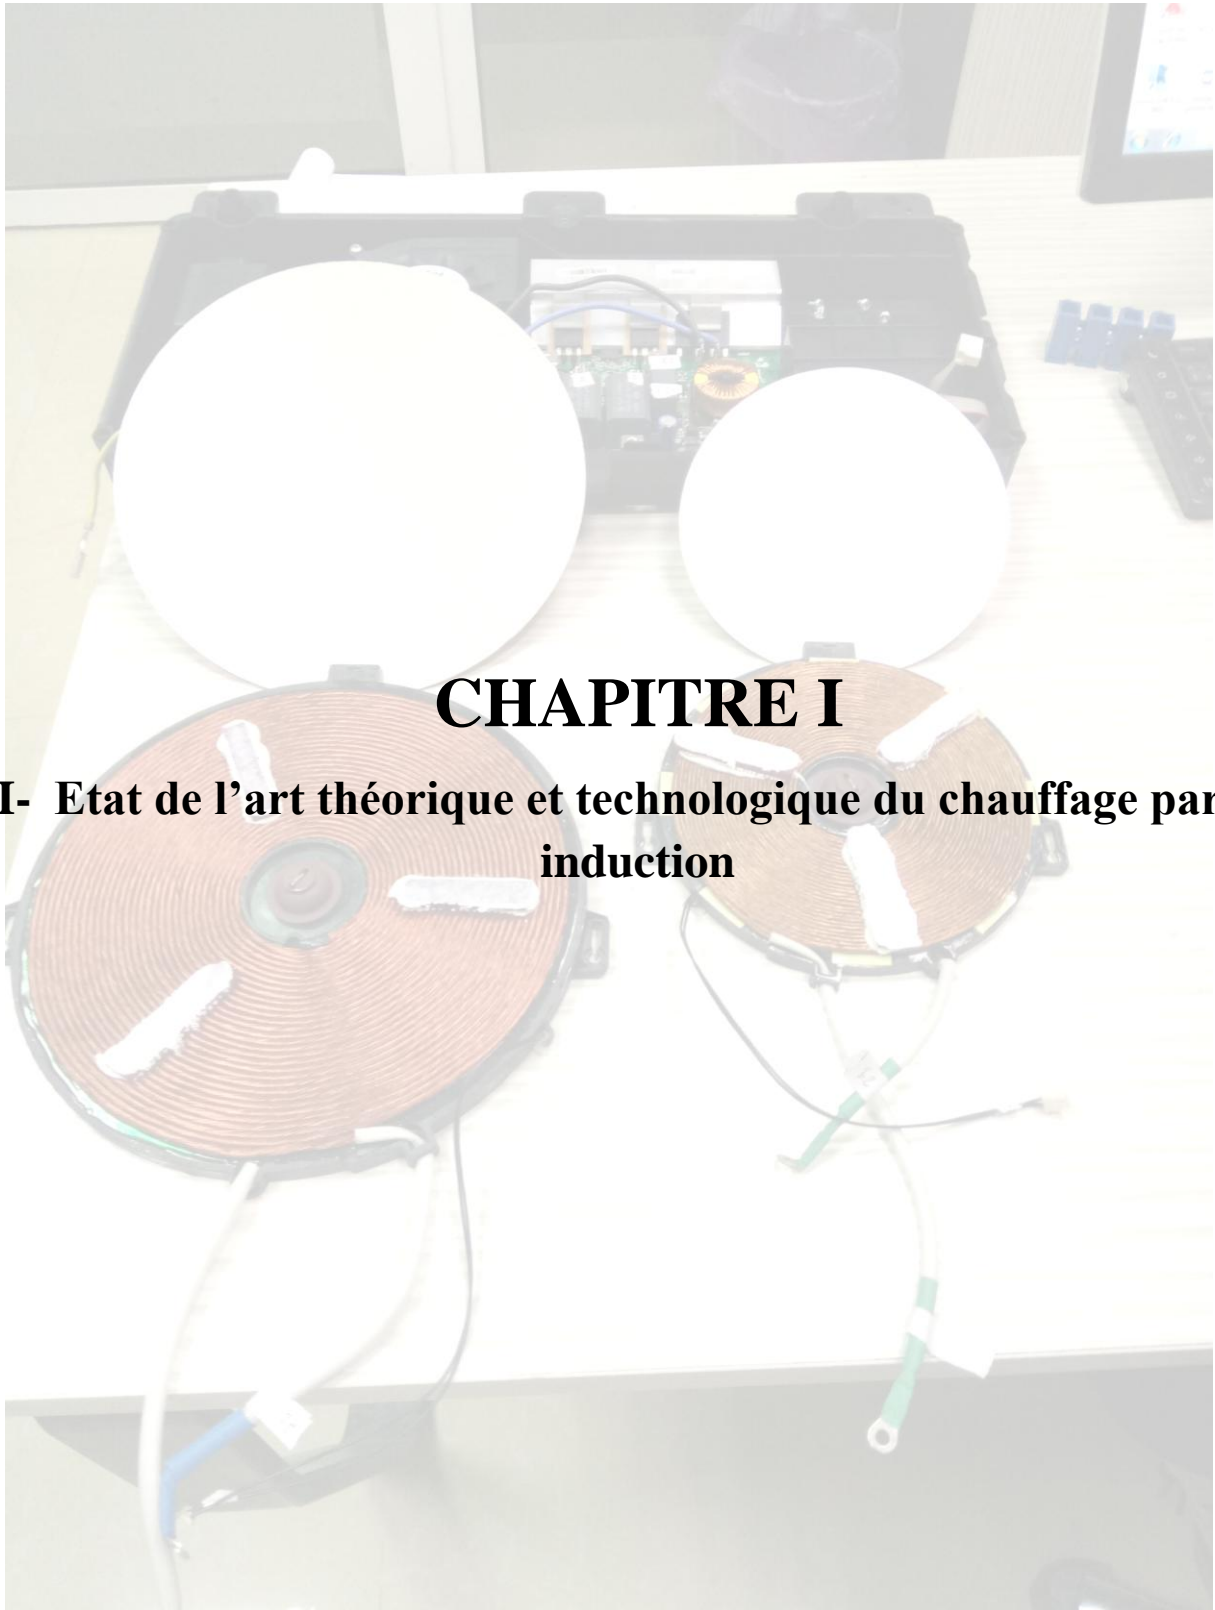 CHAPITRE I
I- Etat de l’art théorique et technologique du chauffage par
induction